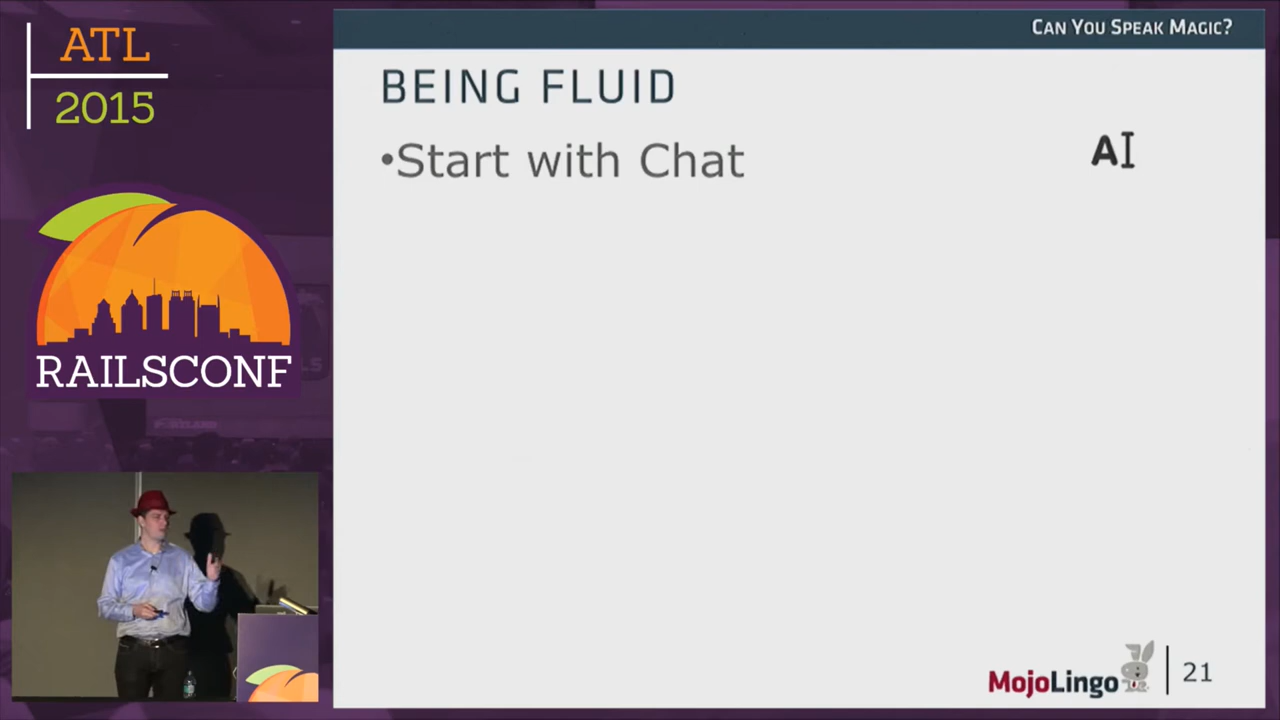 ATL
2015
RAILSCONF
CAN YOU SPEAK MAGIC?
BEING FLUID
•Start with Chat
AI
MojoLingo
21